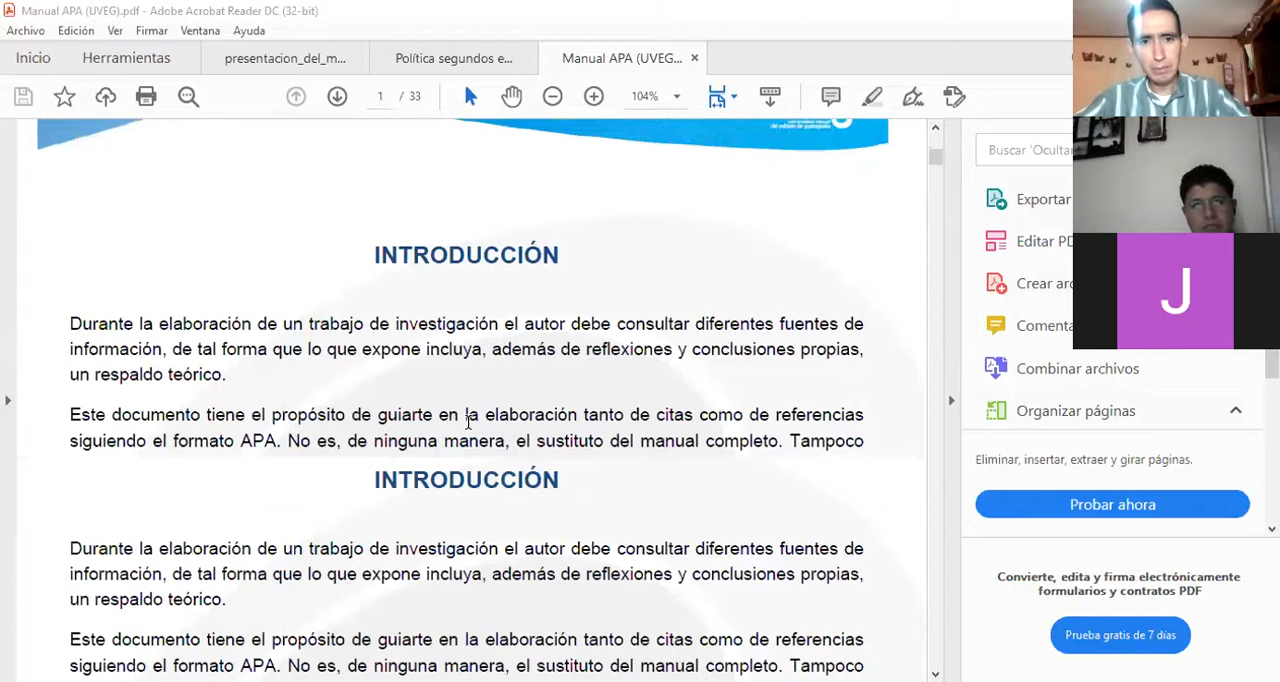 Manual APA (UVEG).pdf - Adobe Acrobat Reader DC (32-bit)
Archivo Edición Ver Firmar Ventana Ayuda
Inicio Herramientas presentacion_del_m... Política segundos e... Manual APA (UVEG... ×
1 / 33 104%
INTRODUCCIÓN
Durante la elaboración de un trabajo de investigación el autor debe consultar diferentes fuentes de
información, de tal forma que lo que expone incluya, además de reflexiones y conclusiones propias,
un respaldo teórico.
Este documento tiene el propósito de guiarte en la elaboración tanto de citas como de referencias
siguiendo el formato APA. No es, de ninguna manera, el sustituto del manual completo. Tampoco
INTRODUCCIÓN
Durante la elaboración de un trabajo de investigación el autor debe consultar diferentes fuentes de
información, de tal forma que lo que expone incluya, además de reflexiones y conclusiones propias,
un respaldo teórico.
Este documento tiene el propósito de guiarte en la elaboración tanto de citas como de referencias
siguiendo el formato APA. No es, de ninguna manera, el sustituto del manual completo. Tampoco
Buscar 'Ocultar
Exportar
Editar PD
Crear arc
Comenta
Combinar archivos
Organizar páginas
Eliminar, insertar, extraer y girar páginas.
Probar ahora
Convierte, edita y firma electrónicamente
formularios y contratos PDF
Prueba gratis de 7 días
J